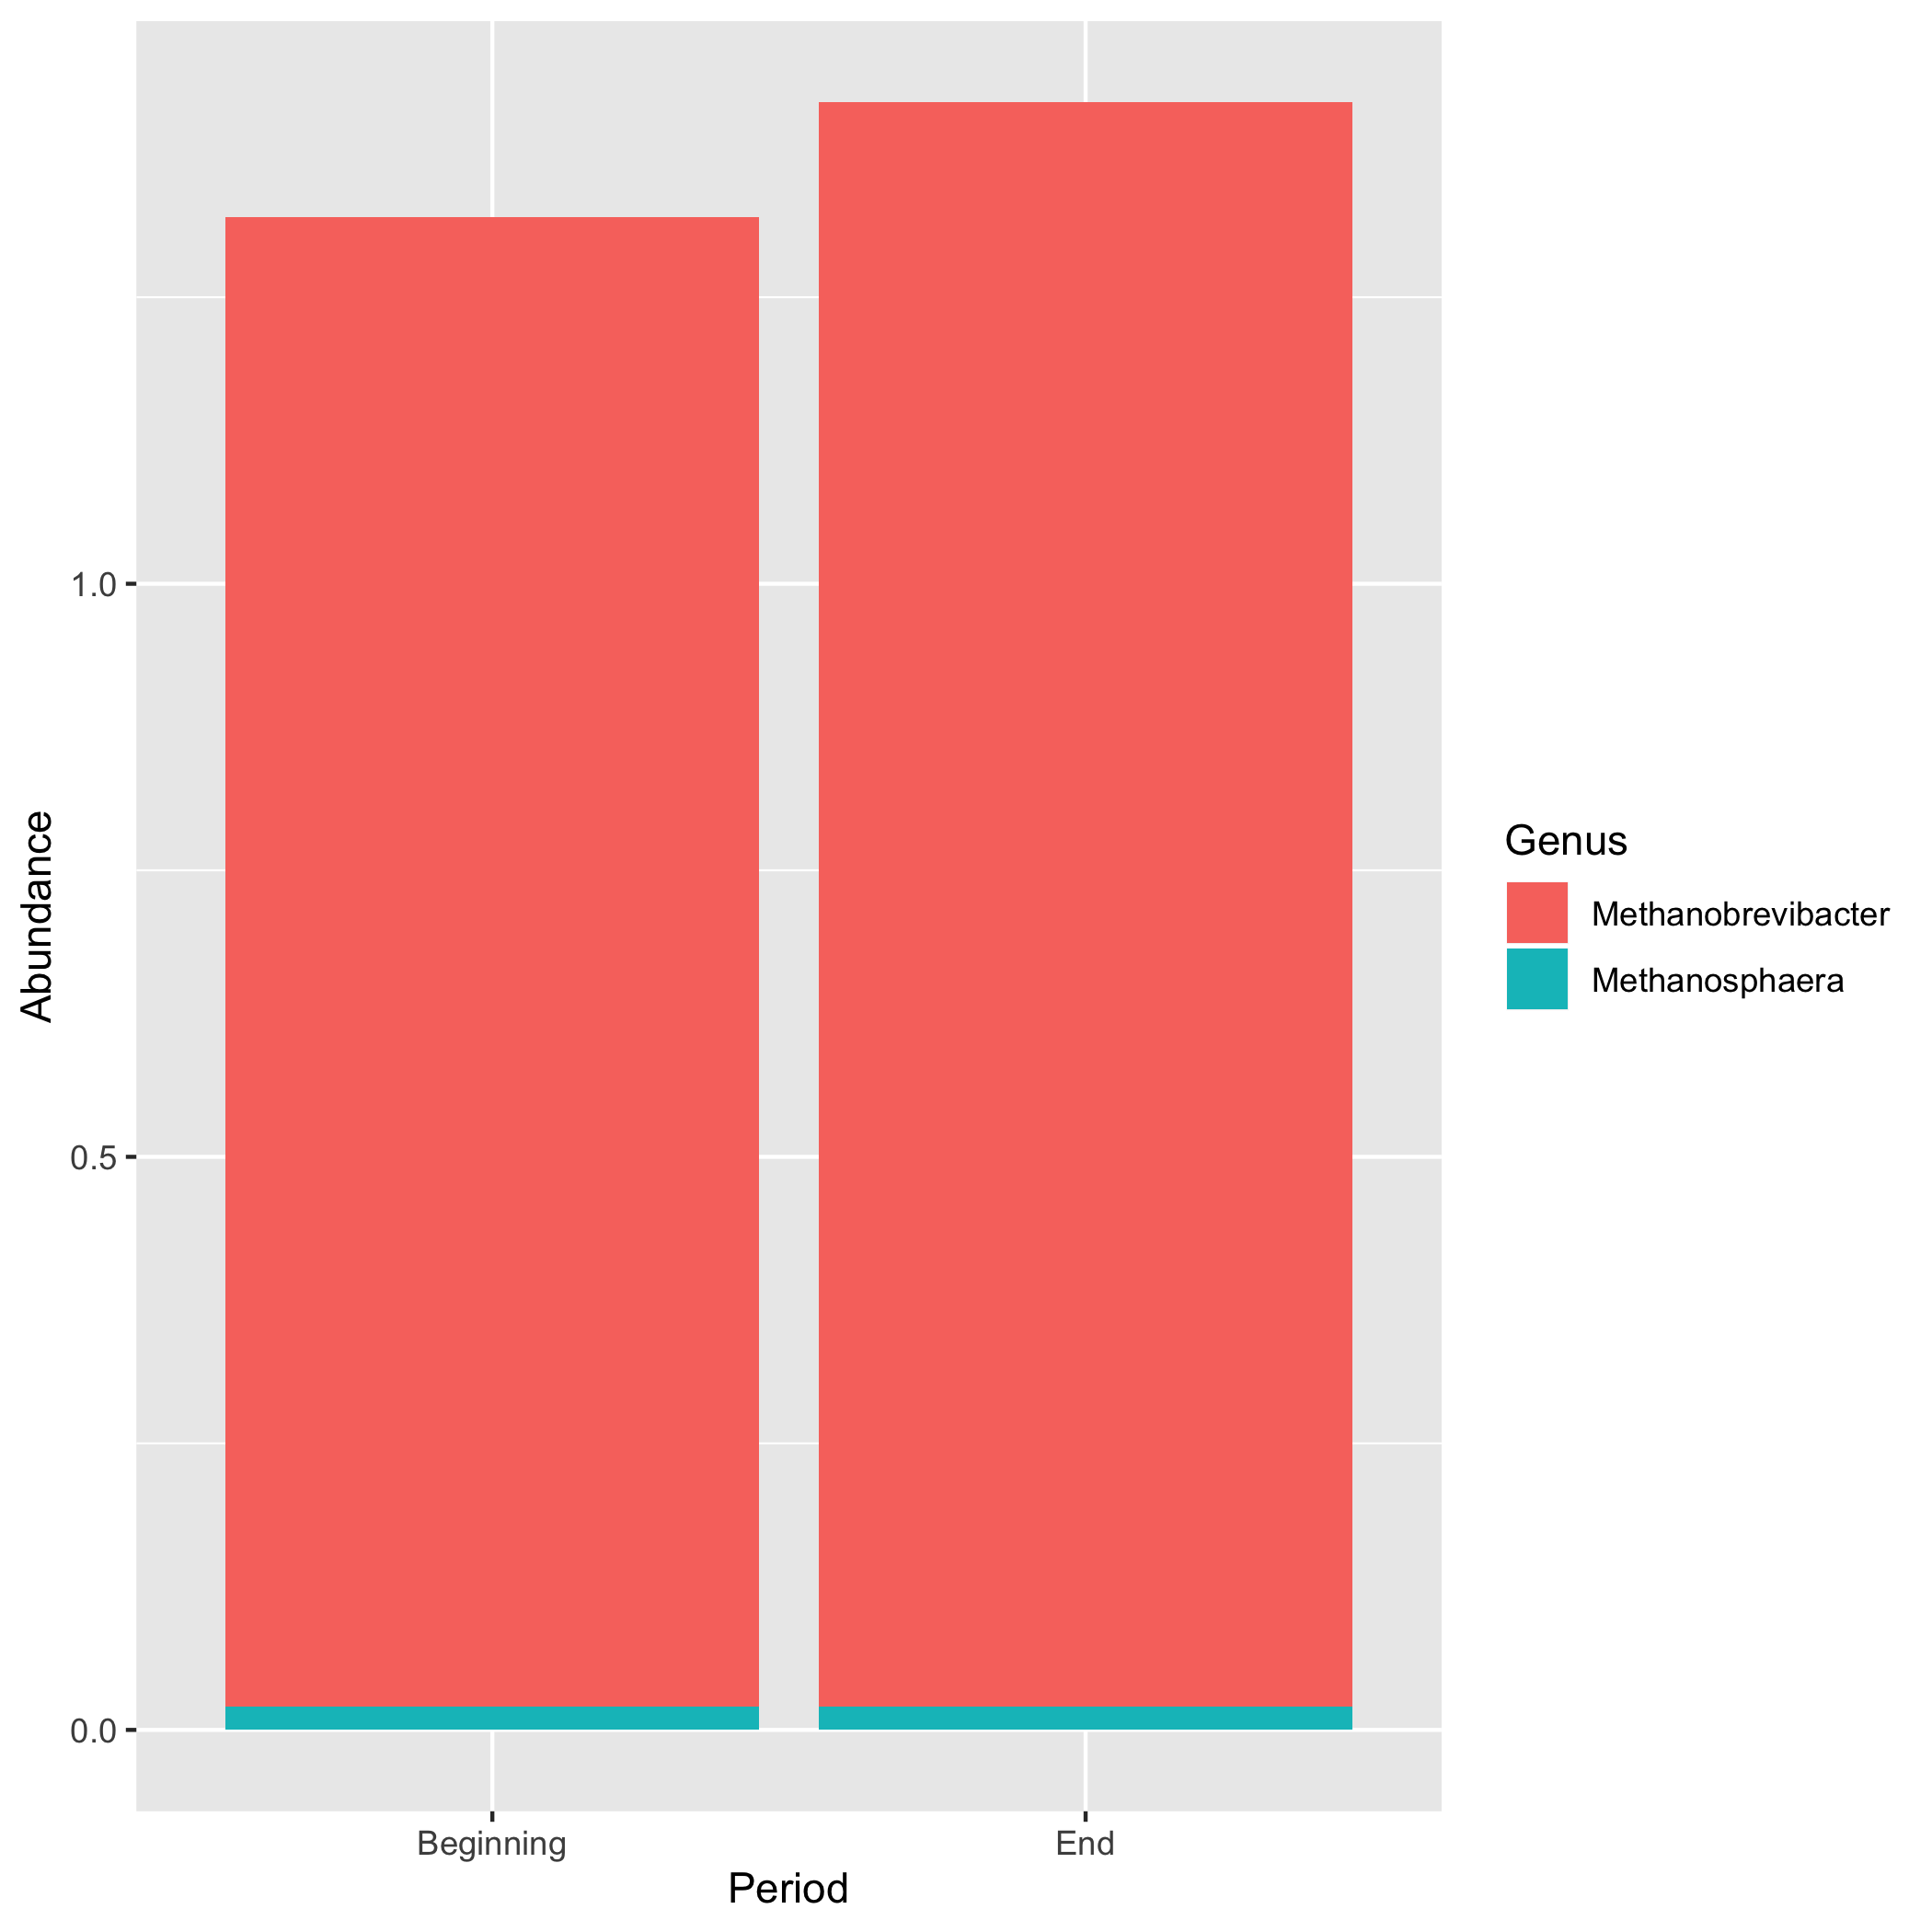 Abundance
1.0
0.5
0.0
Beginning
End
Period
Genus
Methanobrevibacter
Methanosphaera